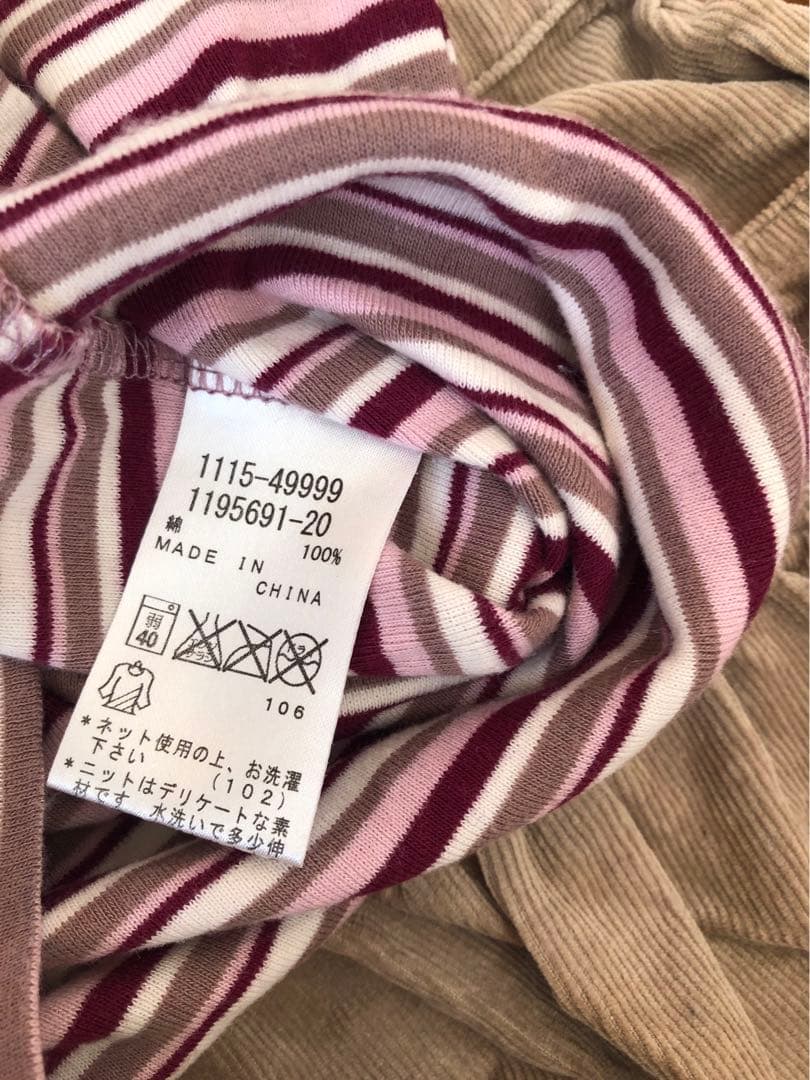 1115-49999
1195691-20
綿 100%
MADE IN
CHINA
弱
40
106
*ネット使用の上、お洗濯
下さい (102)
*ニットはデリケートな素
材です 水洗いで多少伸